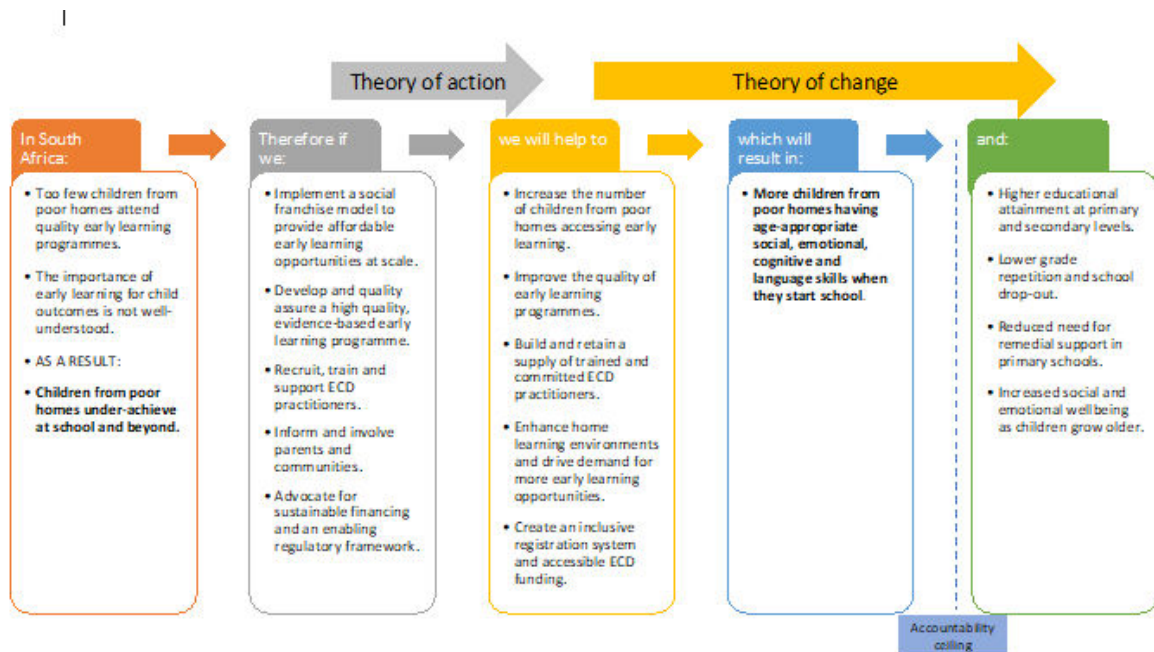 Theory of action
Theory of change
In South
Africa:
• Too few children from
poor homes attend
quality early learning
programmes.
• The importance of
early learning for child
outcomes is not well-
understood.
• AS A RESULT:
• Children from poor
homes under-achieve
at school and beyond.
Therefore if
we:
• Implement a social
franchise model to
provide affordable
early learning
opportunities at scale.
• Develop and quality
assure a high quality,
evidence-based early
learning programme.
• Recruit, train and
support ECD
practitioners.
• Inform and involve
parents and
communities.
• Advocate for
sustainable financing
and an enabling
regulatory framework.
we will help to
• Increase the number
of children from poor
homes accessing early
learning.
• Improve the quality of
early learning
programmes.
• Build and retain a
supply of trained and
committed ECD
practitioners.
• Enhance home
learning environments
and drive demand for
more early learning
opportunities.
• Create an inclusive
registration system
and accessible ECD
funding.
which will
result in:
• More children from
poor homes having
age-appropriate
social, emotional,
cognitive and
language skills when
they start school.
and:
• Higher educational
attainment at primary
and secondary levels.
• Lower grade
repetition and school
drop-out.
• Reduced need for
remedial support in
primary schools.
• Increased social and
emotional wellbeing
as children grow older.
Accountability
ceiling